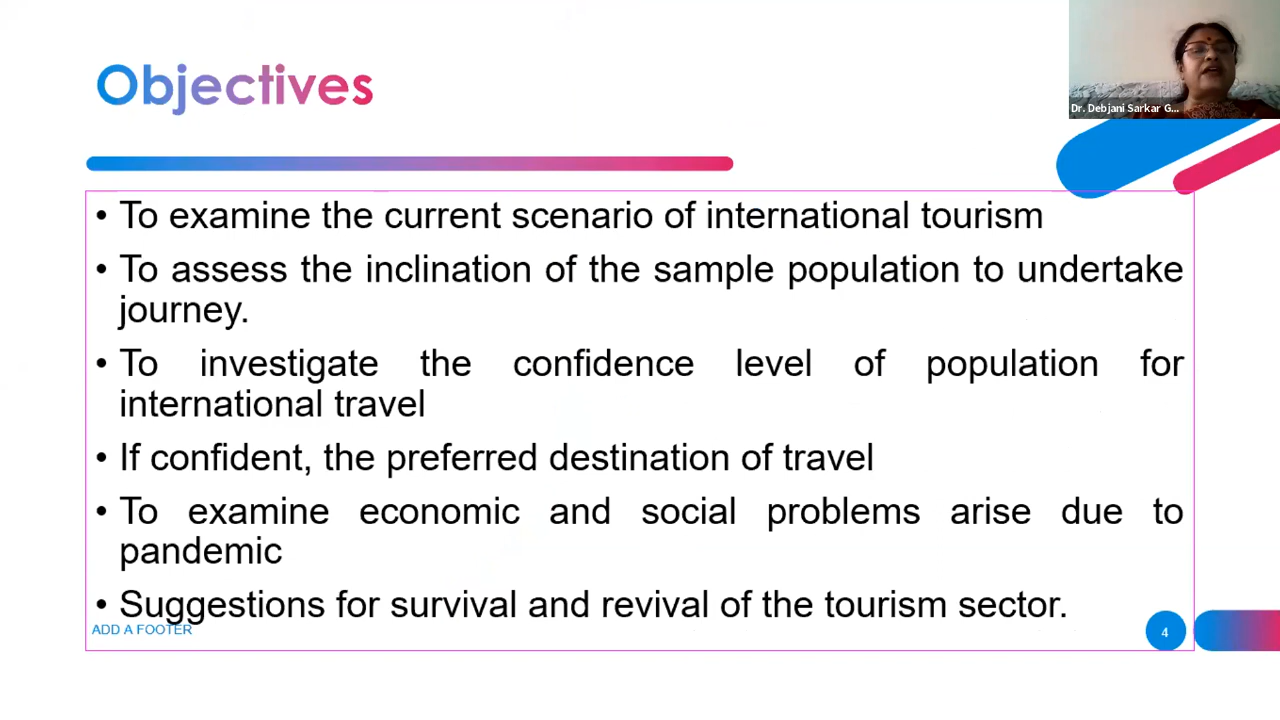 Objectives
Dr. Debjani Sarkar G...
• To examine the current scenario of international tourism
• To assess the inclination of the sample population to undertake
journey.
• To investigate the confidence level of population for
international travel
• If confident, the preferred destination of travel
• To examine economic and social problems arise due to
pandemic
• Suggestions for survival and revival of the tourism sector.
ADD A FOOTER
4